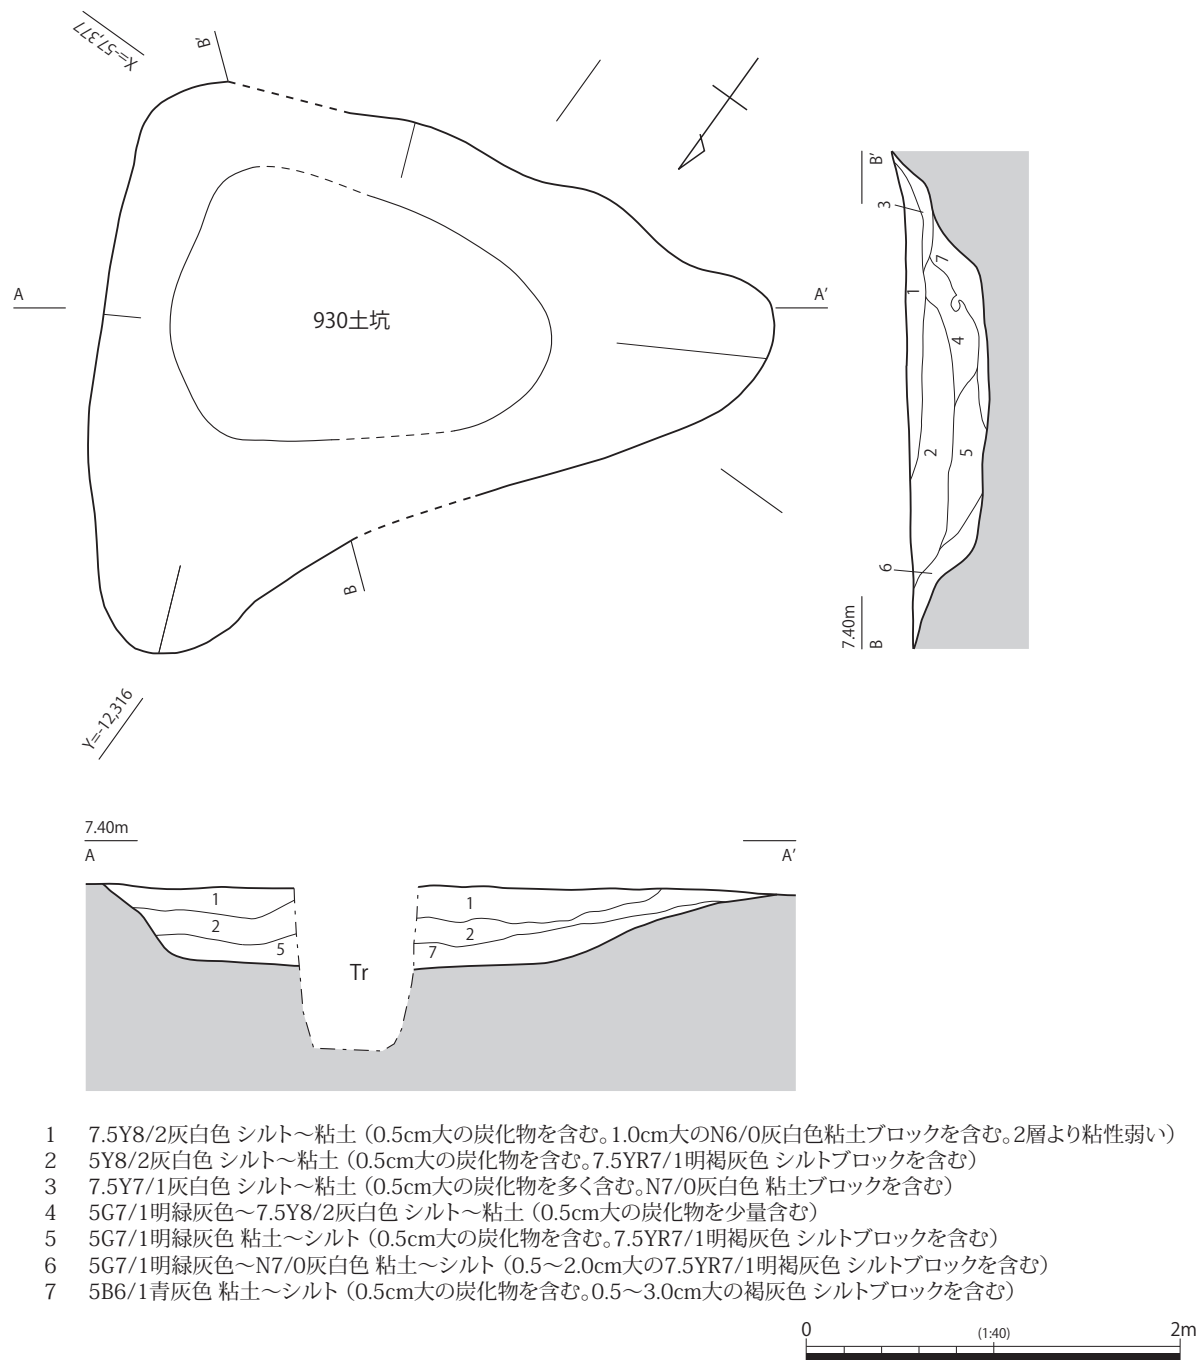 X=-57,377
B'
A
A'
930土坑
B
Y=-12,316
B'
3
7
1
4
2
5
6
7.40m
B
7.40m
A
A'
1
1
2
2
5
7
Tr
1 7.5Y8/2灰白色 シルト～粘土（0.5cm大の炭化物を含む。1.0cm大のN6/0灰白色粘土ブロックを含む。2層より粘性弱い）
2 5Y8/2灰白色 シルト～粘土（0.5cm大の炭化物を含む。7.5YR7/1明褐灰色 シルトブロックを含む）
3 7.5Y7/1灰白色 シルト～粘土（0.5cm大の炭化物を多く含む。N7/0灰白色 粘土ブロックを含む）
4 5G7/1明緑灰色～7.5Y8/2灰白色 シルト～粘土（0.5cm大の炭化物を少量含む）
5 5G7/1明緑灰色 粘土～シルト（0.5cm大の炭化物を含む。7.5YR7/1明褐灰色 シルトブロックを含む）
6 5G7/1明緑灰色～N7/0灰白色 粘土～シルト（0.5～2.0cm大の7.5YR7/1明褐灰色 シルトブロックを含む）
7 5B6/1青灰色 粘土～シルト（0.5cm大の炭化物を含む。0.5～3.0cm大の褐灰色 シルトブロックを含む）
0 (1:40) 2m